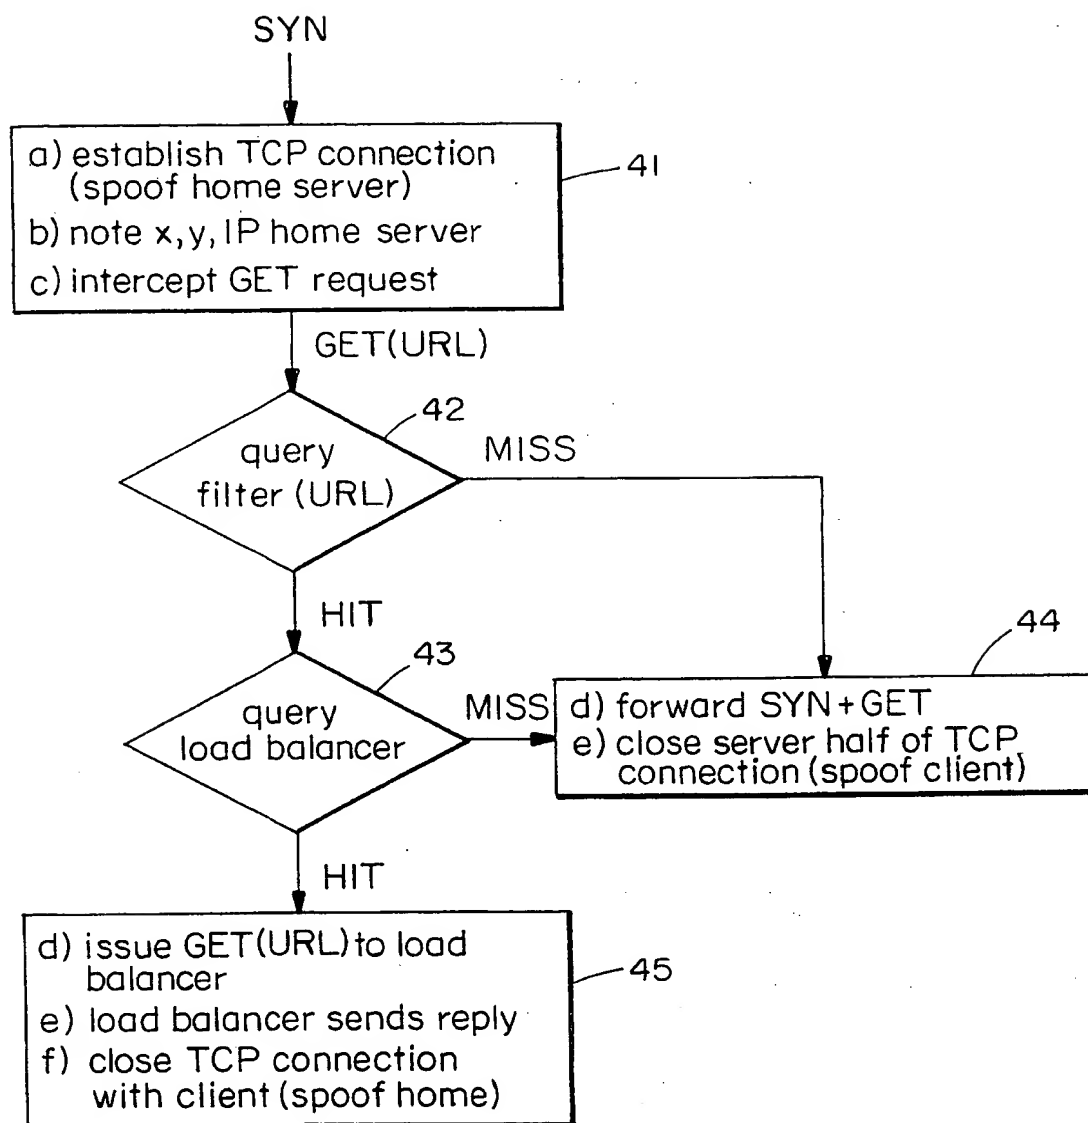 SYN
a) establish TCP connection
(spoof home server)
b) note x, y, IP home server
c) intercept GET request
41
GET(URL)
42
query
filter (URL)
MISS
HIT
43
query
load balancer
MISS
44
d) forward SYN + GET
e) close server half of TCP
connection (spoof client)
HIT
d) issue GET(URL) to load
balancer
e) load balancer sends reply
f) close TCP connection
with client (spoof home)
45